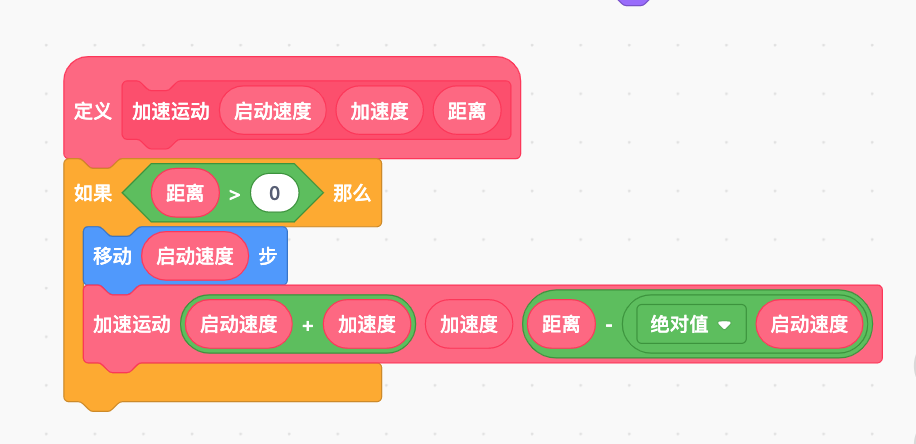 定义 加速运动 启动速度 加速度 距离
如果 距离 > 0 那么
移动 启动速度 步
加速运动 启动速度 + 加速度 加速度 距离 - 绝对值 启动速度